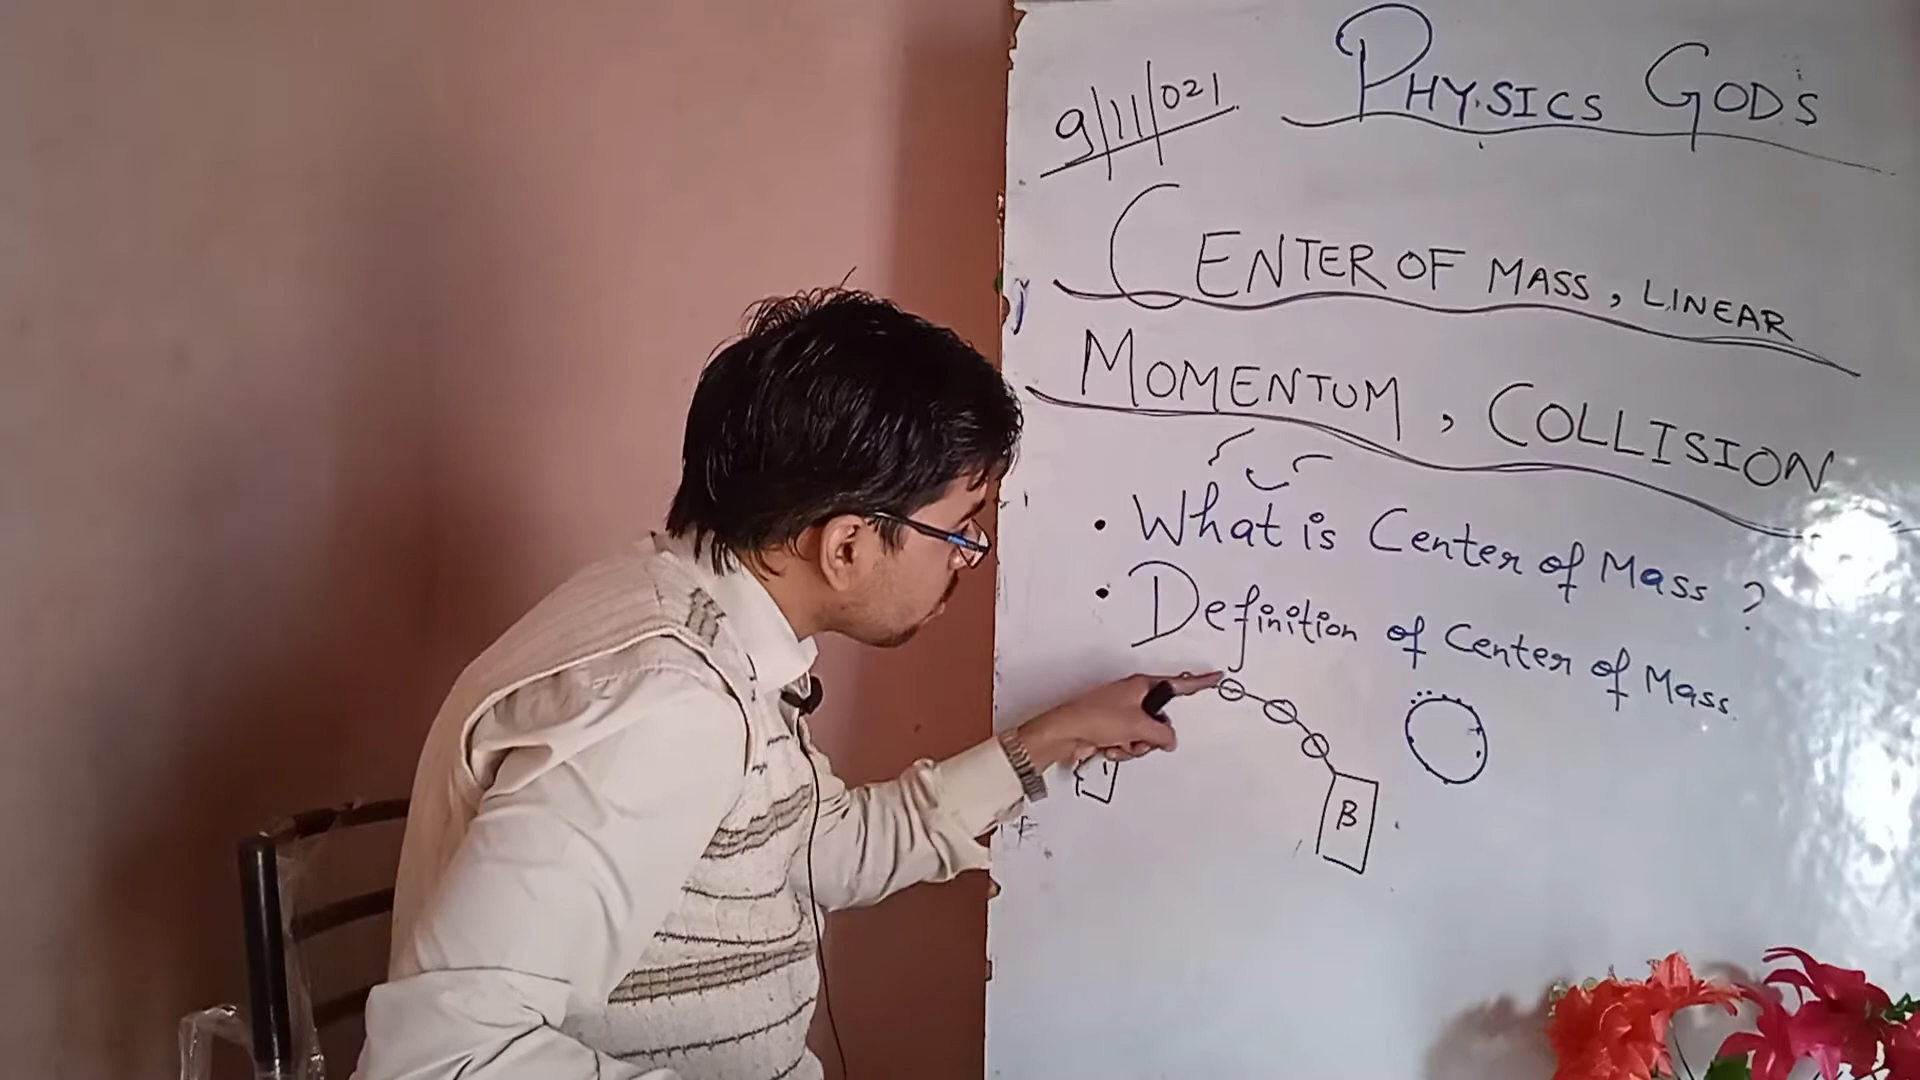 9/11/021
PHYSICS GOD'S
CENTER OF MASS, LINEAR
MOMENTUM, COLLISION
• What is Center of Mass ?
• Definition of Center of Mass.
B